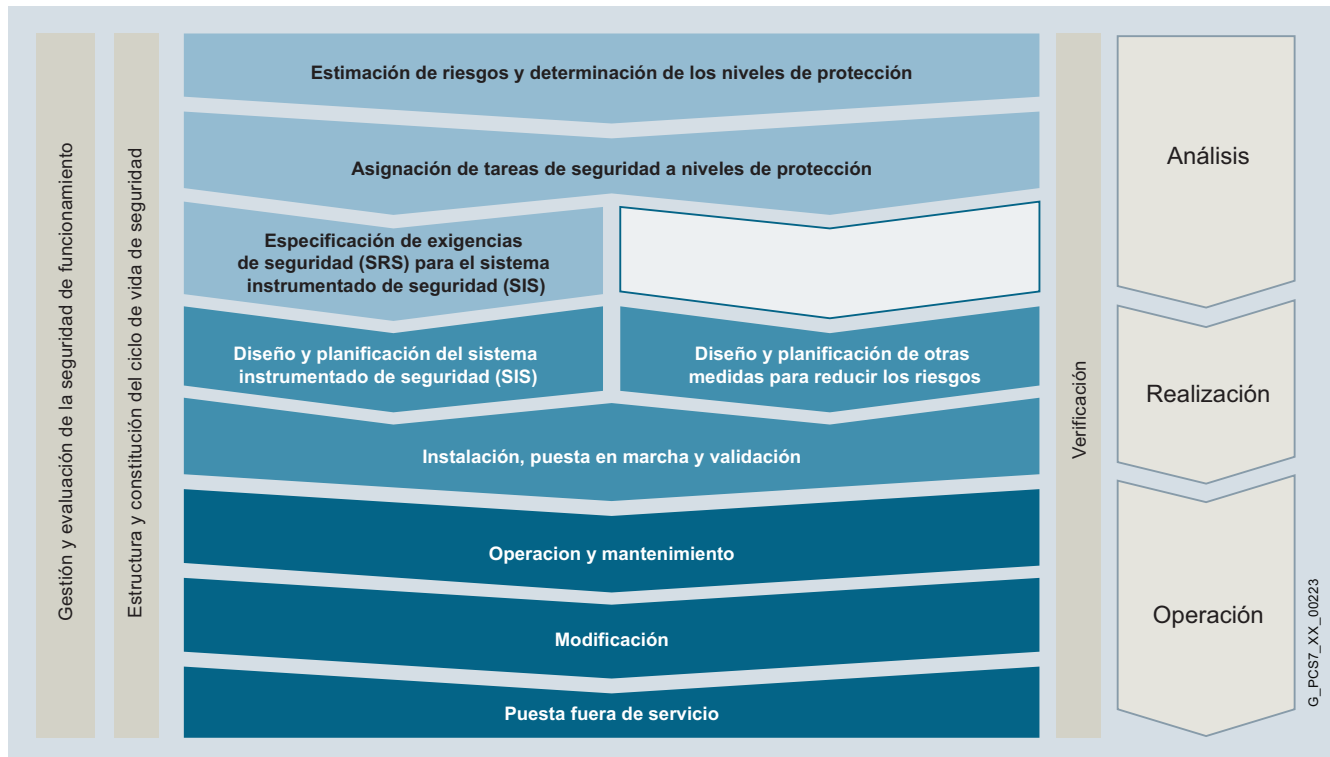 Gestión y evaluación de la seguridad de funcionamiento
Estructura y constitución del ciclo de vida de seguridad
Estimación de riesgos y determinación de los niveles de protección
Asignación de tareas de seguridad a niveles de protección
Especificación de exigencias
de seguridad (SRS) para el sistema
instrumentado de seguridad (SIS)
Diseño y planificación del sistema
instrumentado de seguridad (SIS)
Diseño y planificación de otras
medidas para reducir los riesgos
Instalación, puesta en marcha y validación
Operacion y mantenimiento
Modificación
Puesta fuera de servicio
Verificación
Análisis
Realización
Operación
G_PCS7_XX_00223